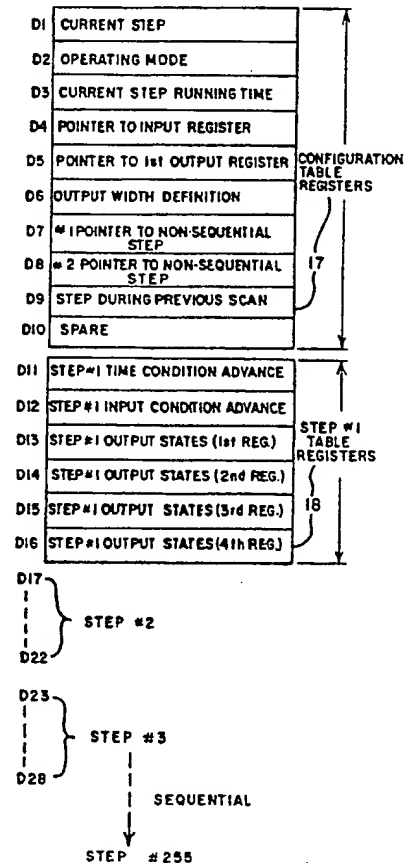 D1 CURRENT STEP
D2 OPERATING MODE
D3 CURRENT STEP RUNNING TIME
D4 POINTER TO INPUT REGISTER
D5 POINTER TO 1st OUTPUT REGISTER
D6 OUTPUT WIDTH DEFINITION
D7 #1 POINTER TO NON-SEQUENTIAL
STEP
D8 #2 POINTER TO NON-SEQUENTIAL
STEP
D9 STEP DURING PREVIOUS SCAN
D10 SPARE
CONFIGURATION
TABLE
REGISTERS
17
D11 STEP#1 TIME CONDITION ADVANCE
D12 STEP#1 INPUT CONDITION ADVANCE
D13 STEP#1 OUTPUT STATES (1st REG.)
D14 STEP#1 OUTPUT STATES (2nd REG.)
D15 STEP#1 OUTPUT STATES (3rd REG.)
D16 STEP#1 OUTPUT STATES (4th REG.)
STEP #1
TABLE
REGISTERS
18
D17
STEP #2
D22
D23
STEP #3
D28
SEQUENTIAL
STEP #255